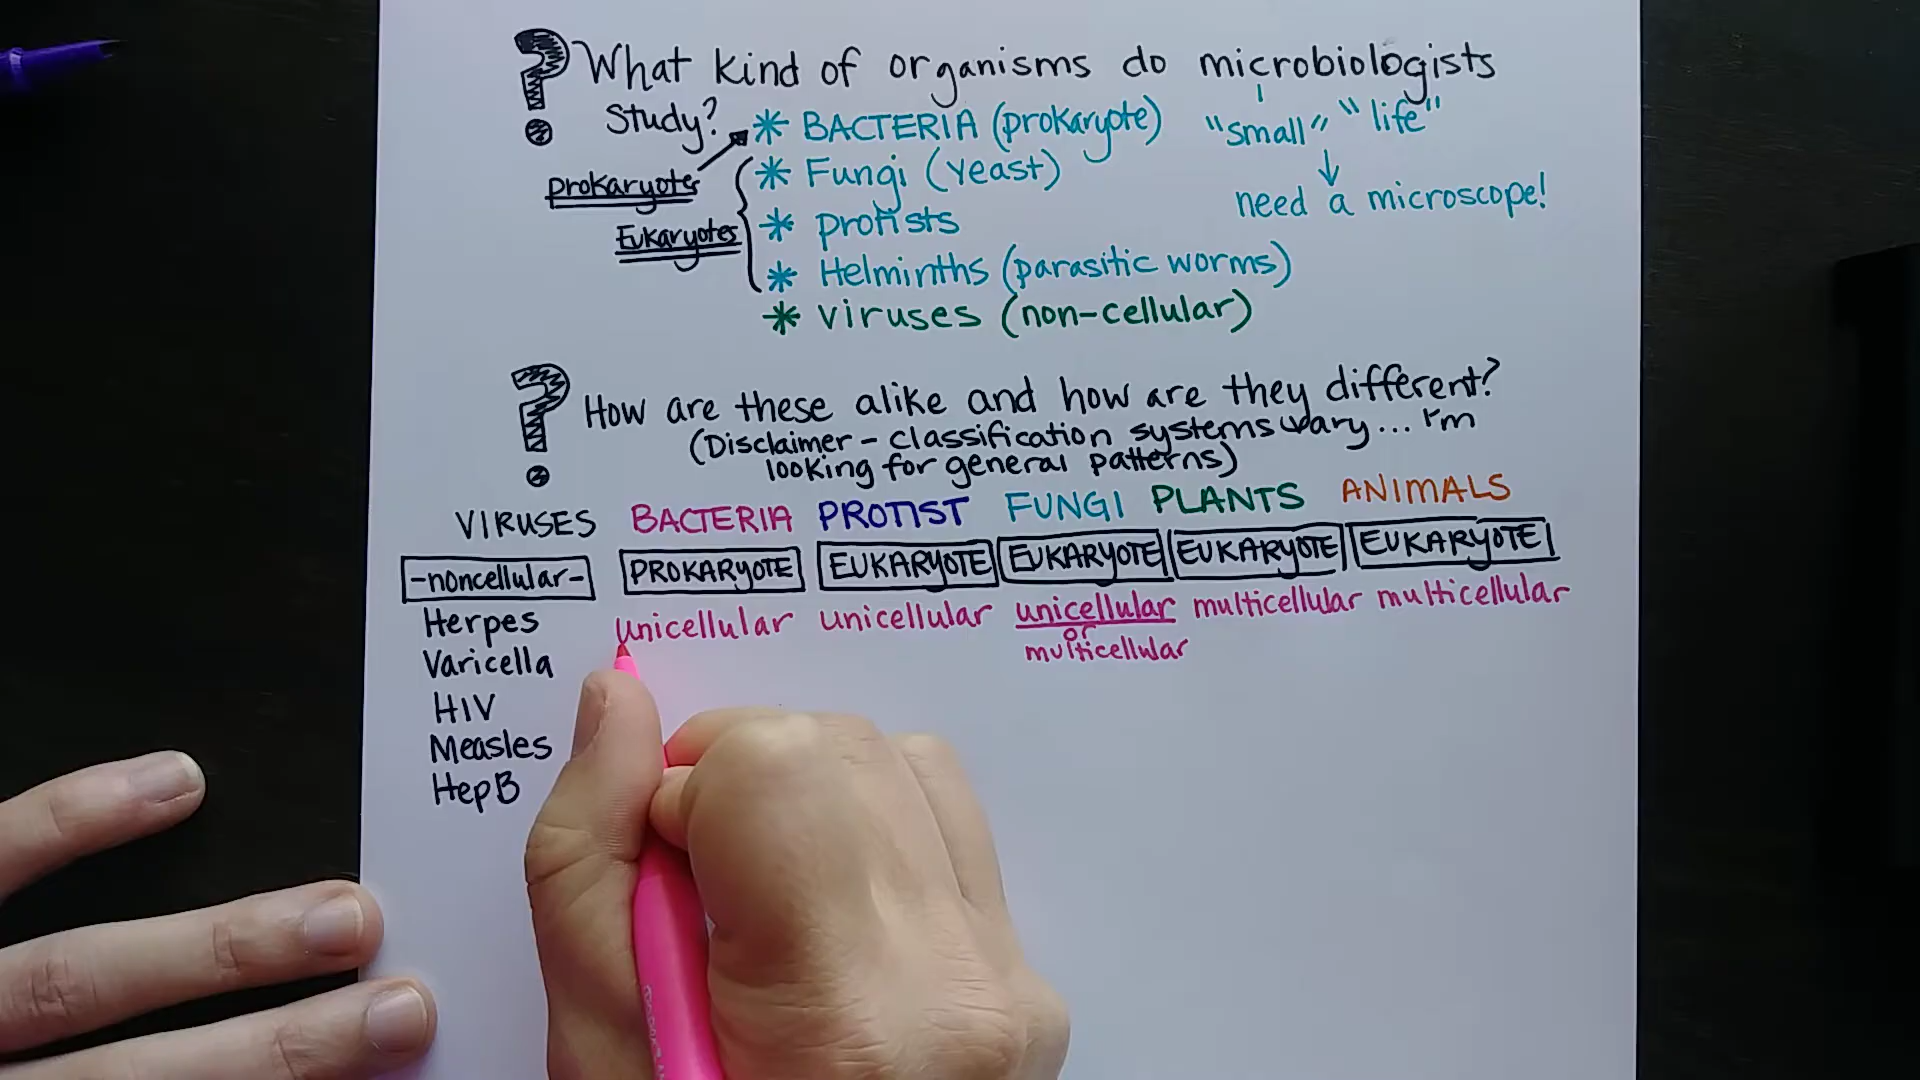 ? What kind of organisms do microbiologists
Study? * BACTERIA (prokaryote) "small" "life"
prokaryotes * Fungi (yeast) ↓
Eukaryotes * protists need a microscope!
* Helminths (parasitic worms)
* viruses (non-cellular)
? How are these alike and how are they different?
(Disclaimer - classification systems vary... I'm
looking for general patterns)
VIRUSES BACTERIA PROTIST FUNGI PLANTS ANIMALS
-noncellular- PROKARYOTE EUKARYOTE EUKARYOTE EUKARYOTE EUKARYOTE
Herpes unicellular unicellular unicellular multicellular multicellular
or
Varicella multicellular
HIV
Measles
HepB